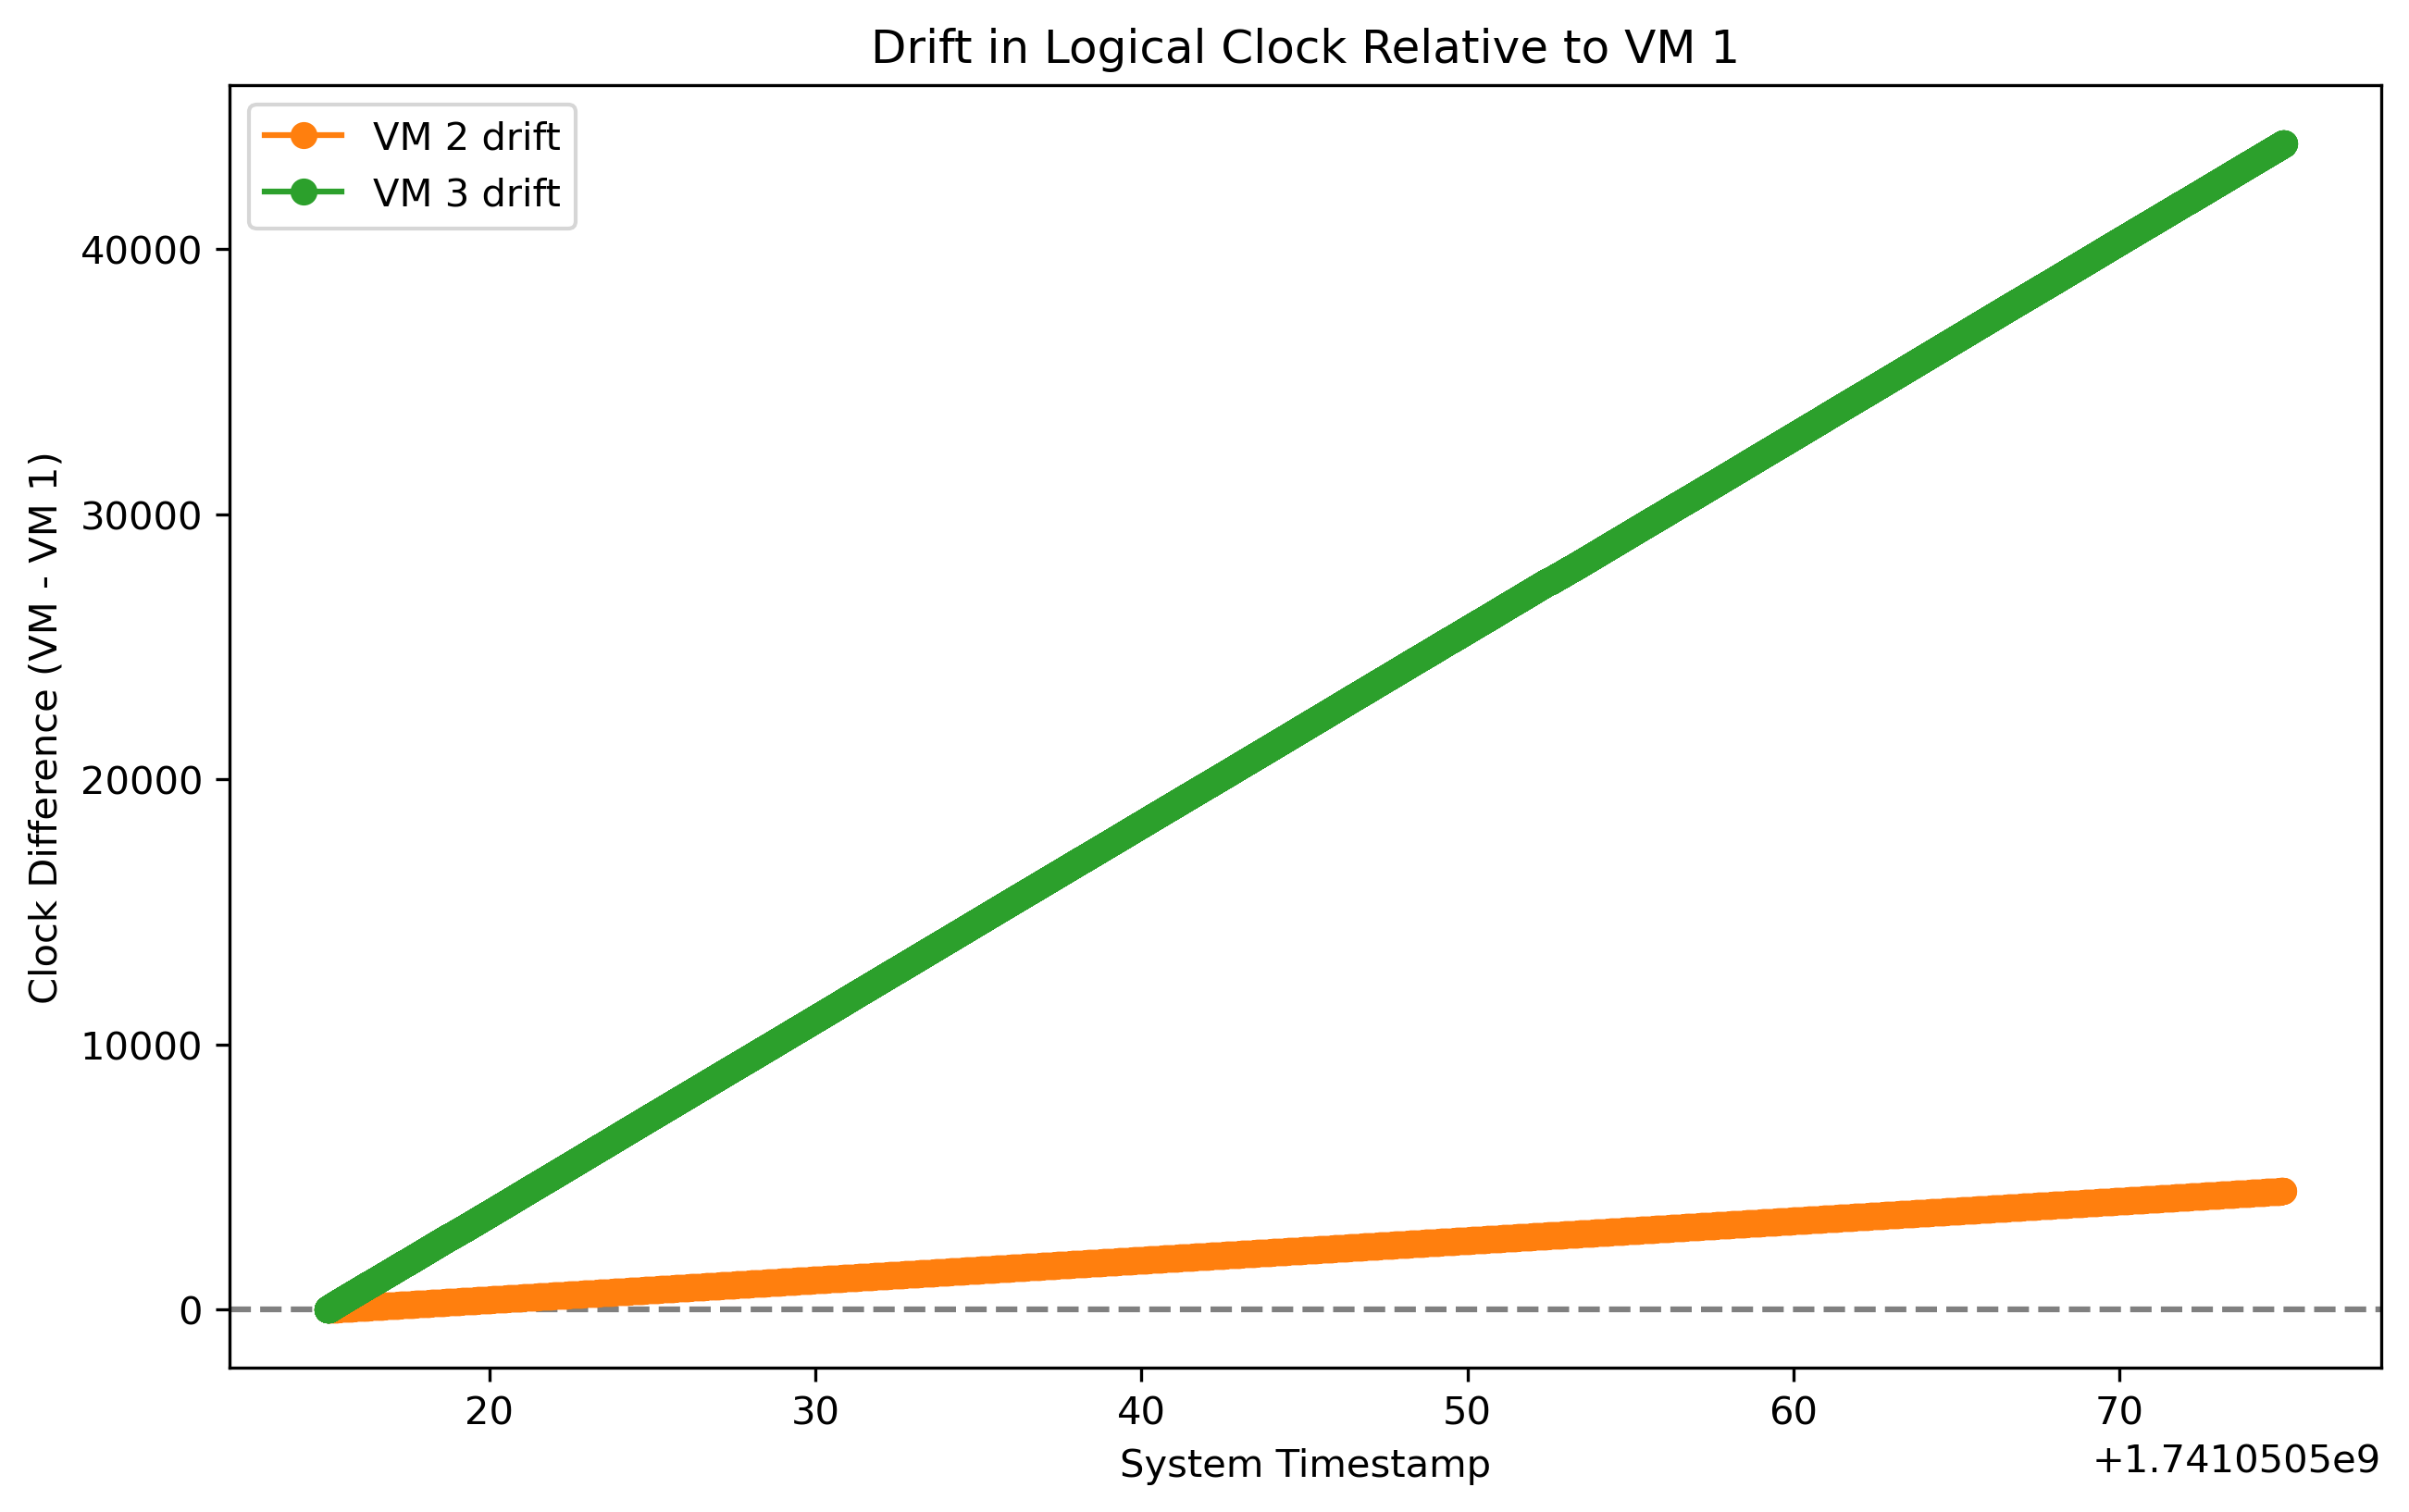 Drift in Logical Clock Relative to VM 1
VM 2 drift
VM 3 drift
Clock Difference (VM - VM 1)
40000
30000
20000
10000
0
20 30 40 50 60 70
System Timestamp
+1.7410505e9